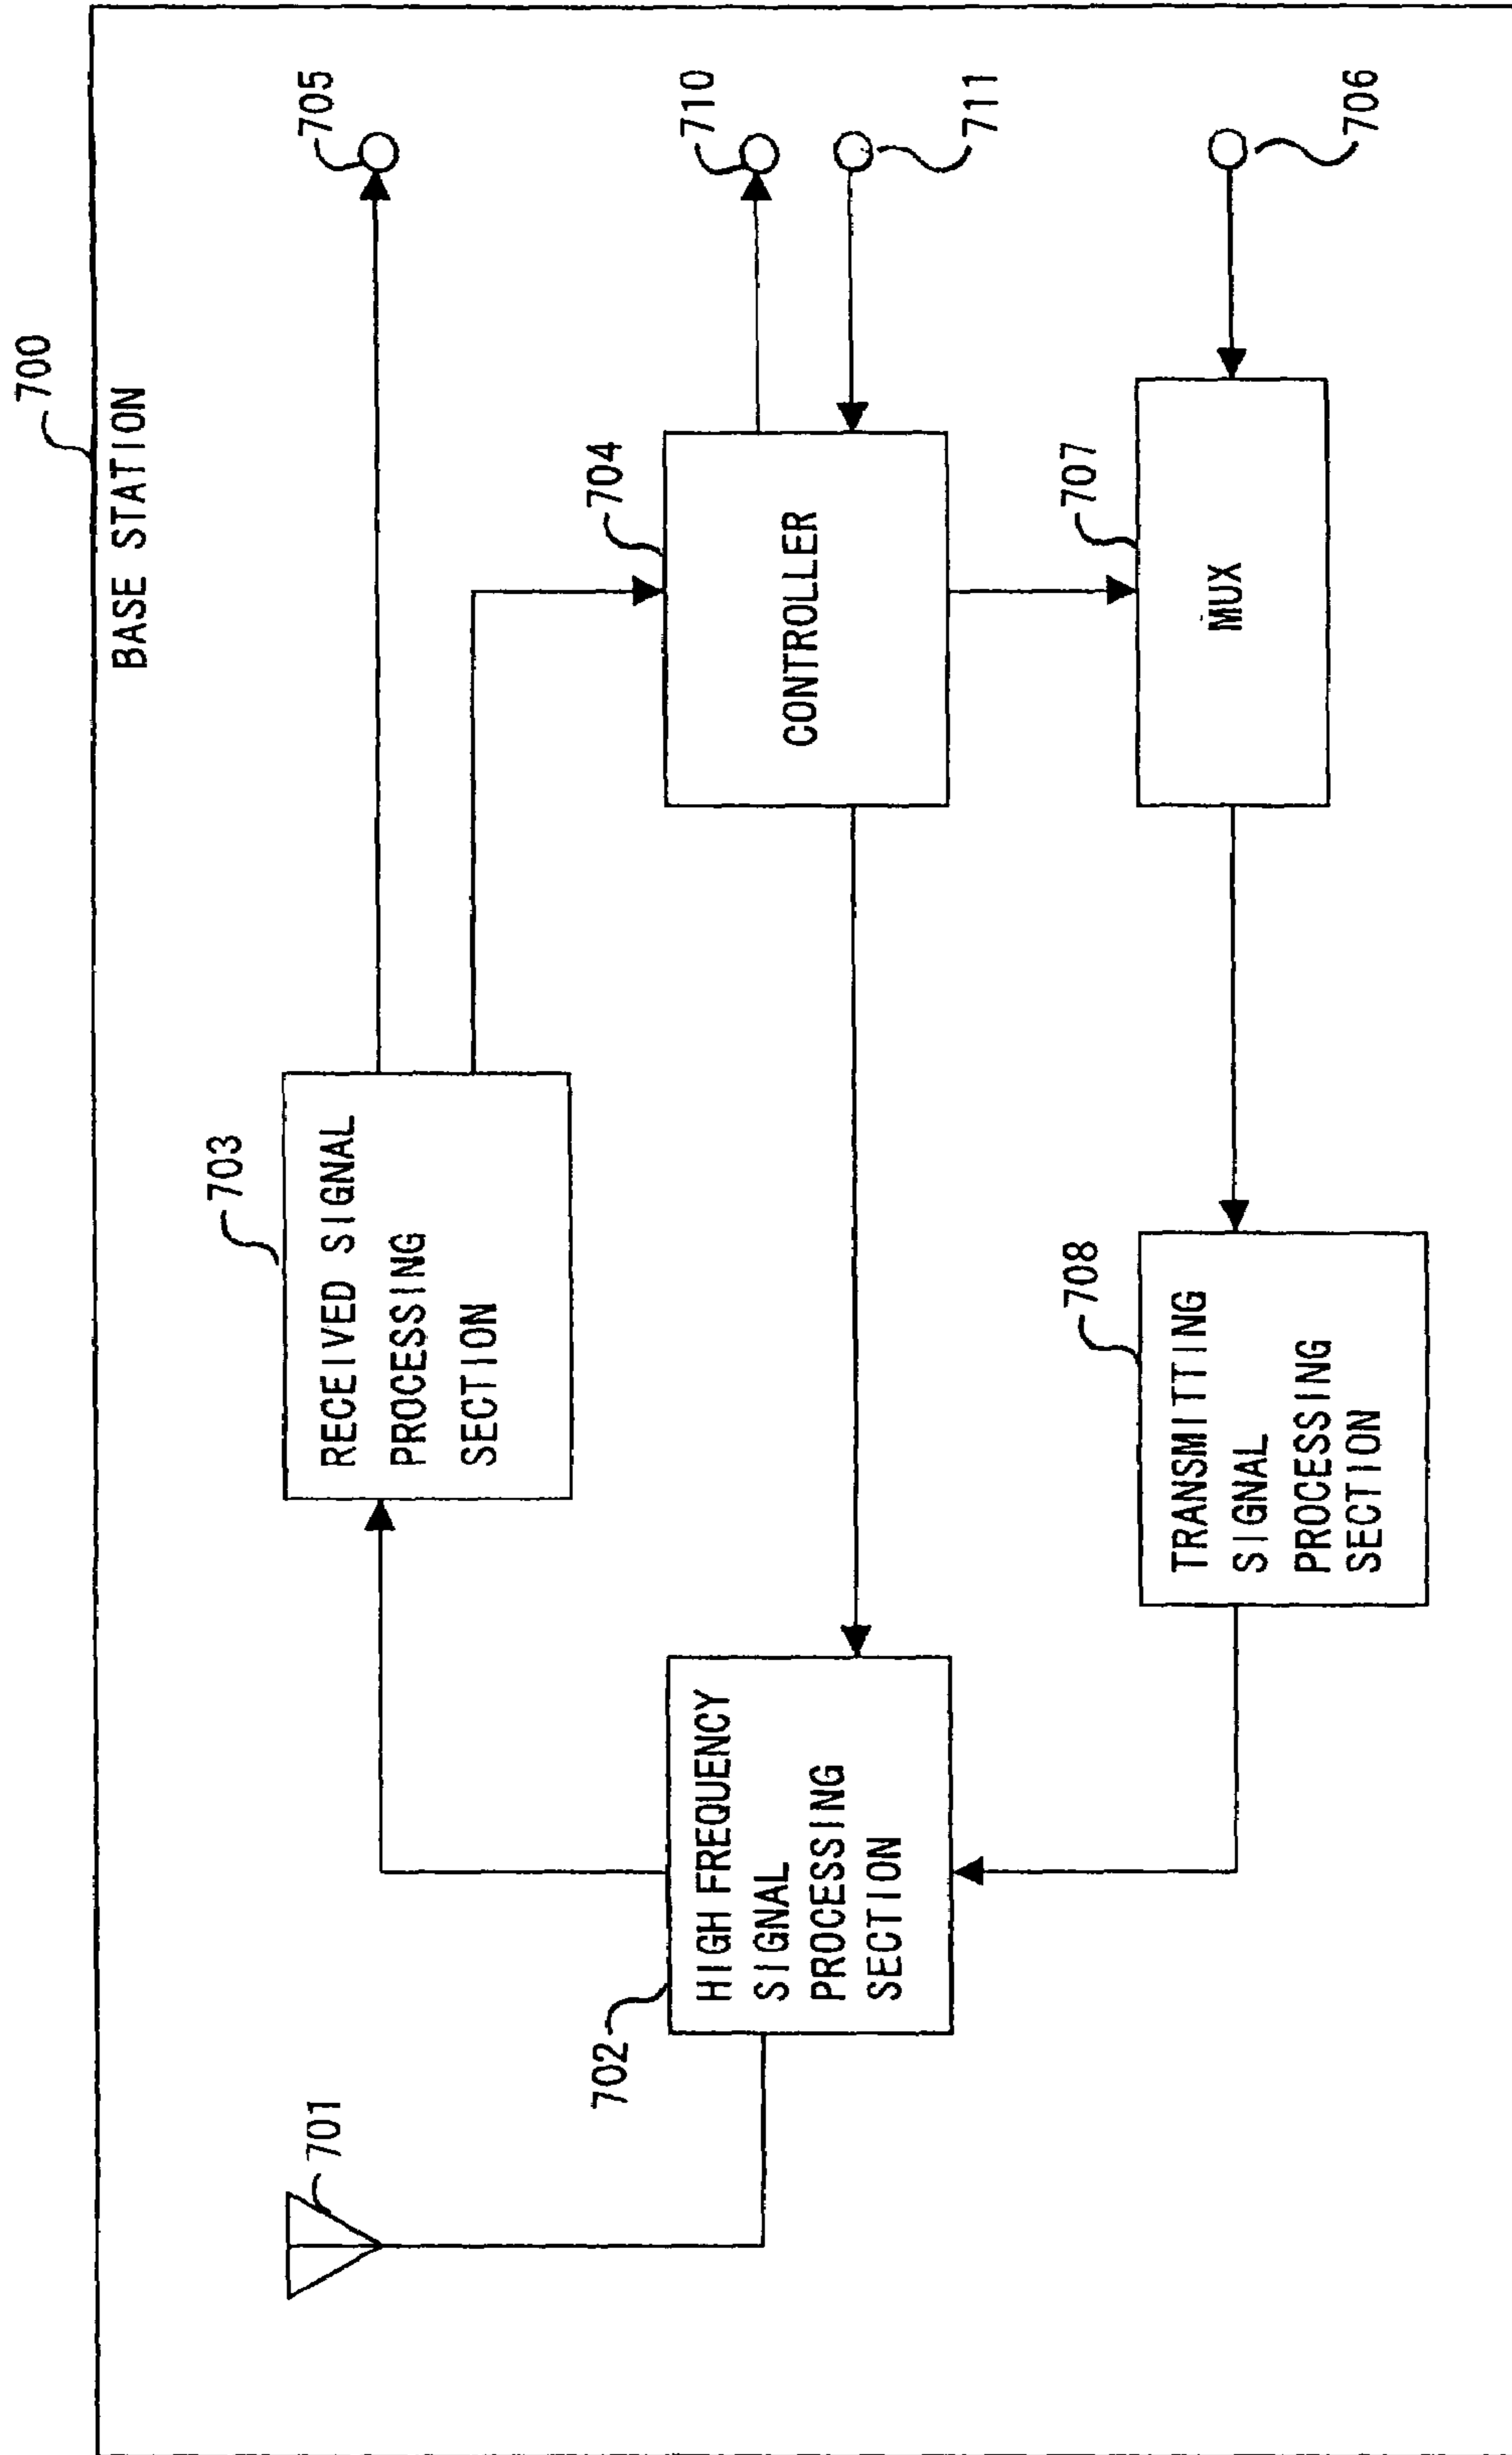 700
BASE STATION
701
702
HIGH FREQUENCY
SIGNAL
PROCESSING
SECTION
703
RECEIVED SIGNAL
PROCESSING
SECTION
705
704
CONTROLLER
710
711
708
TRANSMITTING
SIGNAL
PROCESSING
SECTION
707
MUX
706